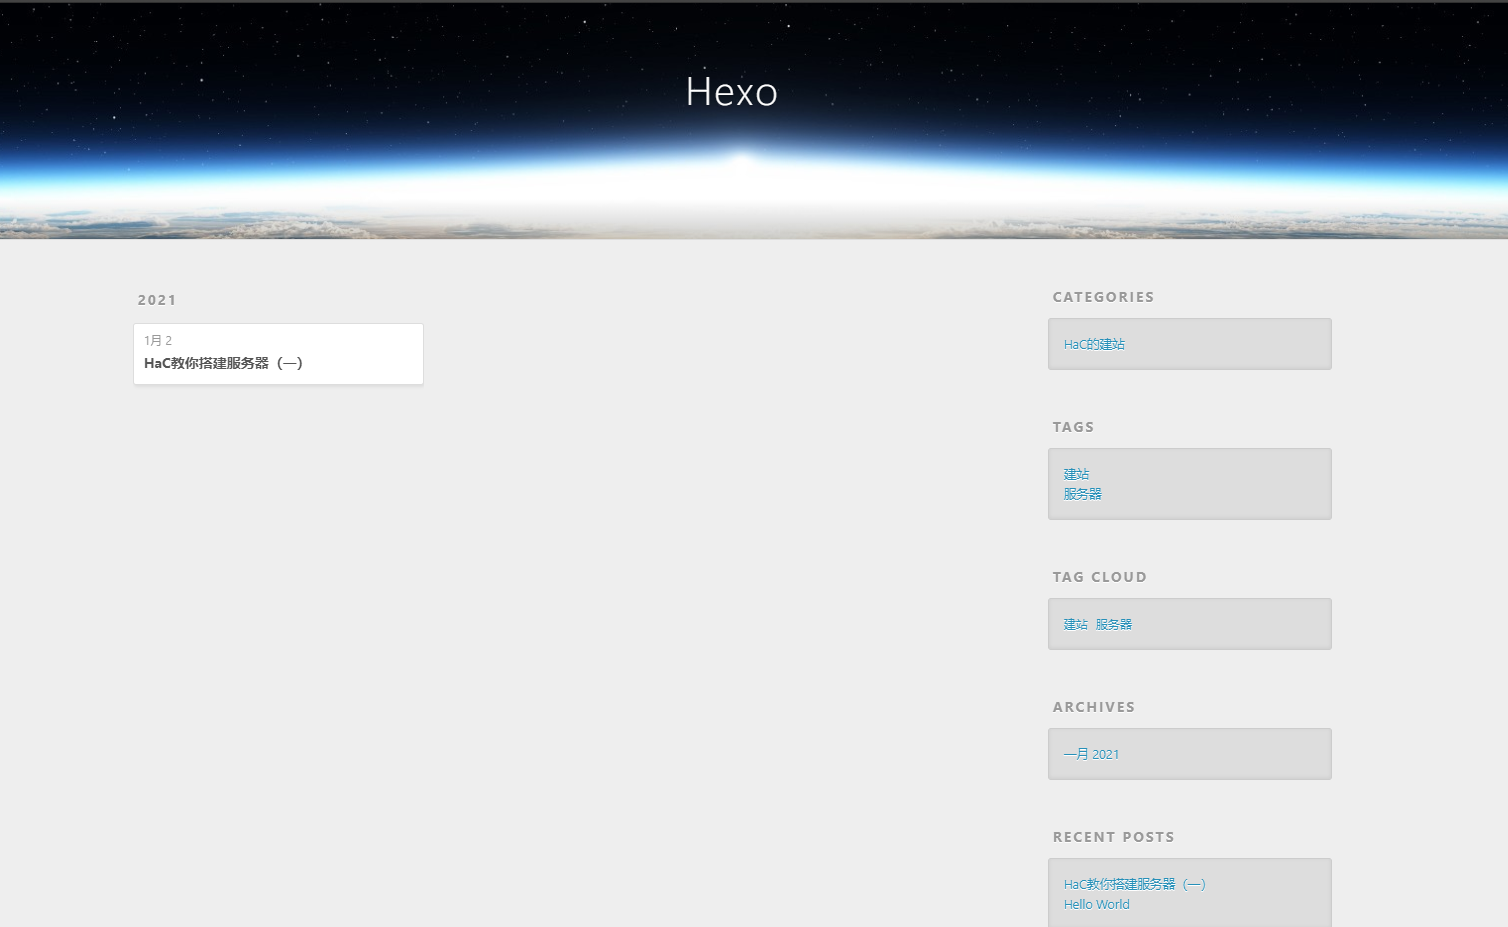 Hexo
2021
1月 2
HaC教你搭建服务器（一）
CATEGORIES
HaC的建站
TAGS
建站
服务器
TAG CLOUD
建站 服务器
ARCHIVES
一月 2021
RECENT POSTS
HaC教你搭建服务器（一）
Hello World